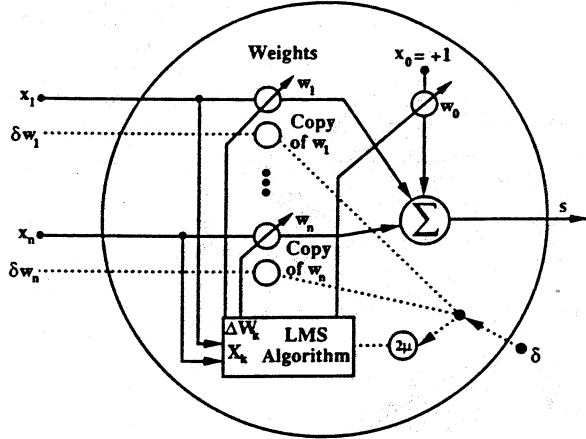 Weights
x₀ = +1
x₁
w₁
w₀
δw₁
Copy
of w₁
s
Σ
xₙ
wₙ
Copy
of wₙ
δwₙ
ΔWₖ LMS
Xₖ Algorithm
2μ
δ